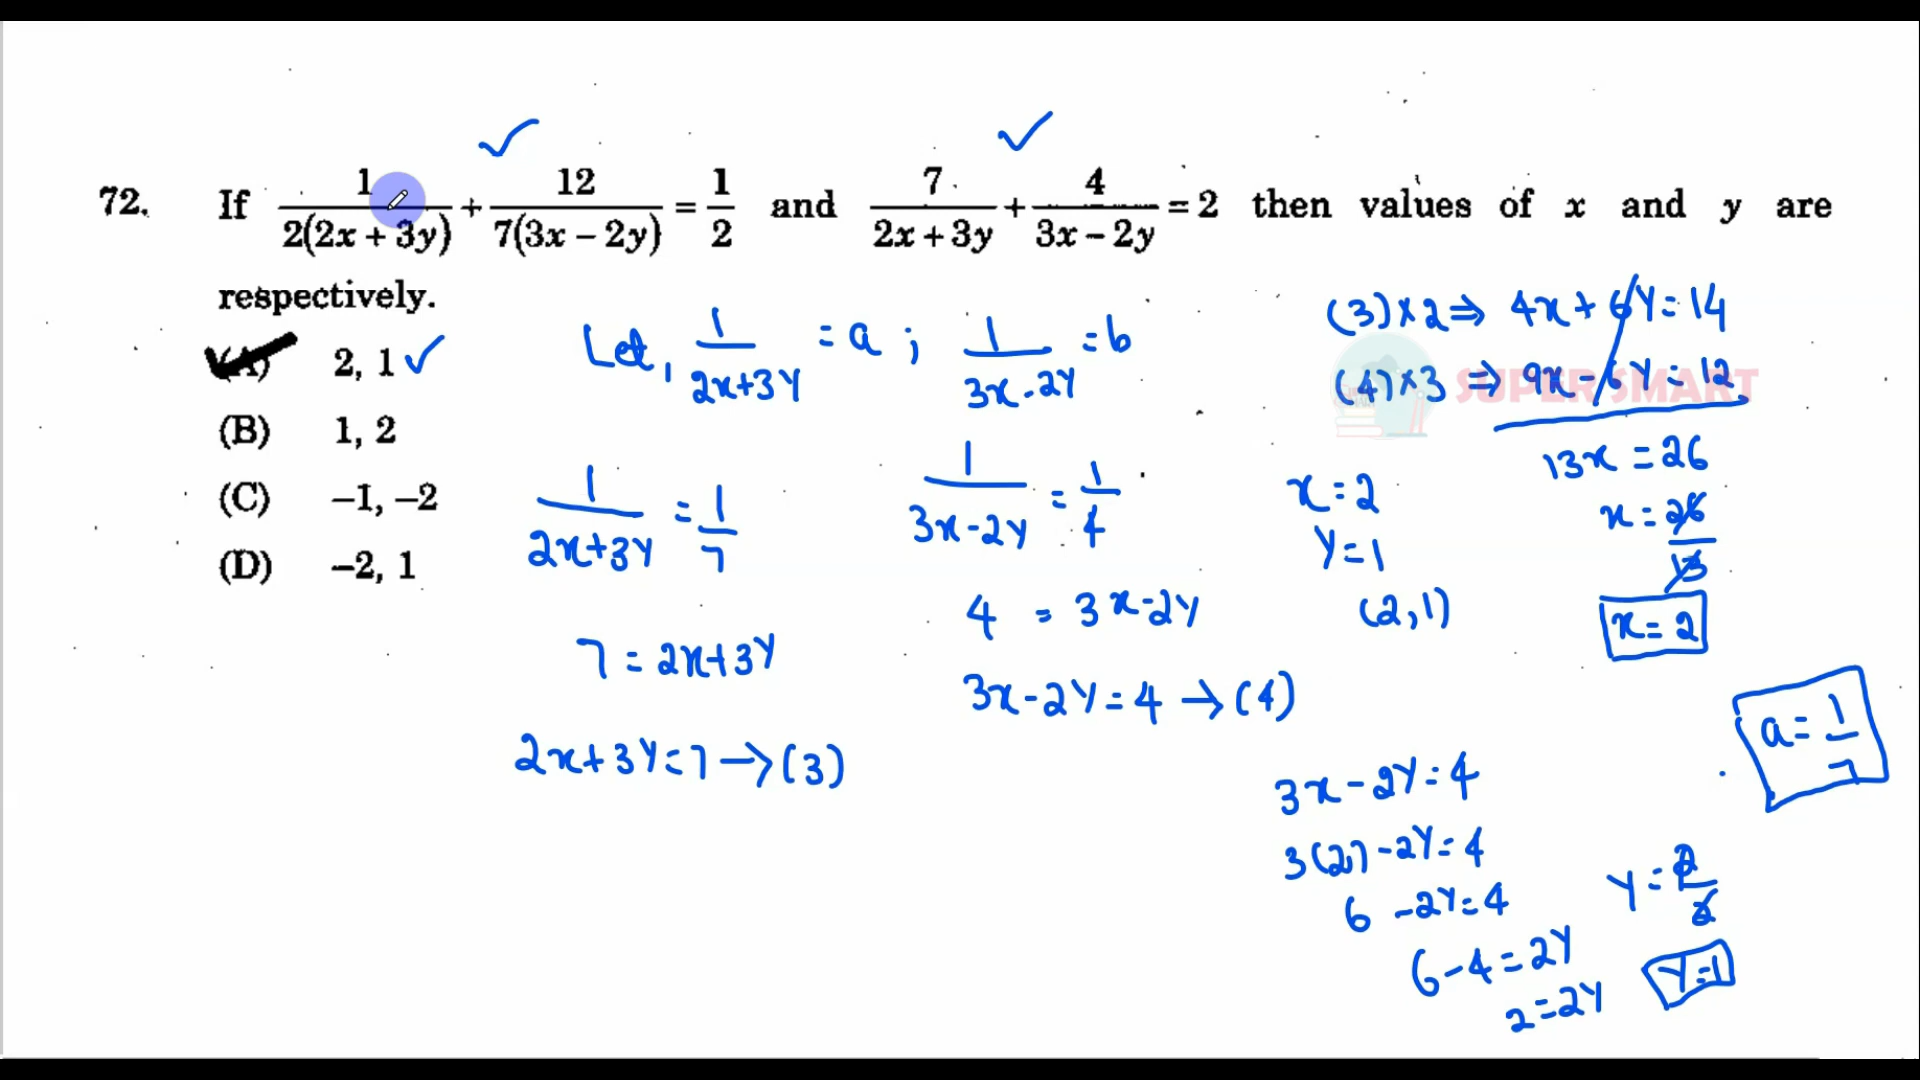 72. If 1/2(2x + 3y) + 12/7(3x − 2y) = 1/2 and 7/2x + 3y + 4/3x − 2y = 2 then values of x and y are
respectively.
(A) 2, 1
(B) 1, 2
(C) −1, −2
(D) −2, 1
Let, 1/2x+3y = a ; 1/3x-2y = b
1/2x+3y = 1/7
7 = 2x+3y
2x+3y=7 → (3)
1/3x-2y = 1/4
4 = 3x-2y
3x-2y=4 → (4)
(3)×2 ⇒ 4x+6y=14
(4)×3 ⇒ 9x-6y=12
SUPER SMART
13x = 26
x = 26/13
x = 2
x = 2
y = 1
(2,1)
a = 1/7
3x-2y=4
3(2)-2y=4
6 -2y=4
6-4=2y
2=2y
y = 2/2
y=1